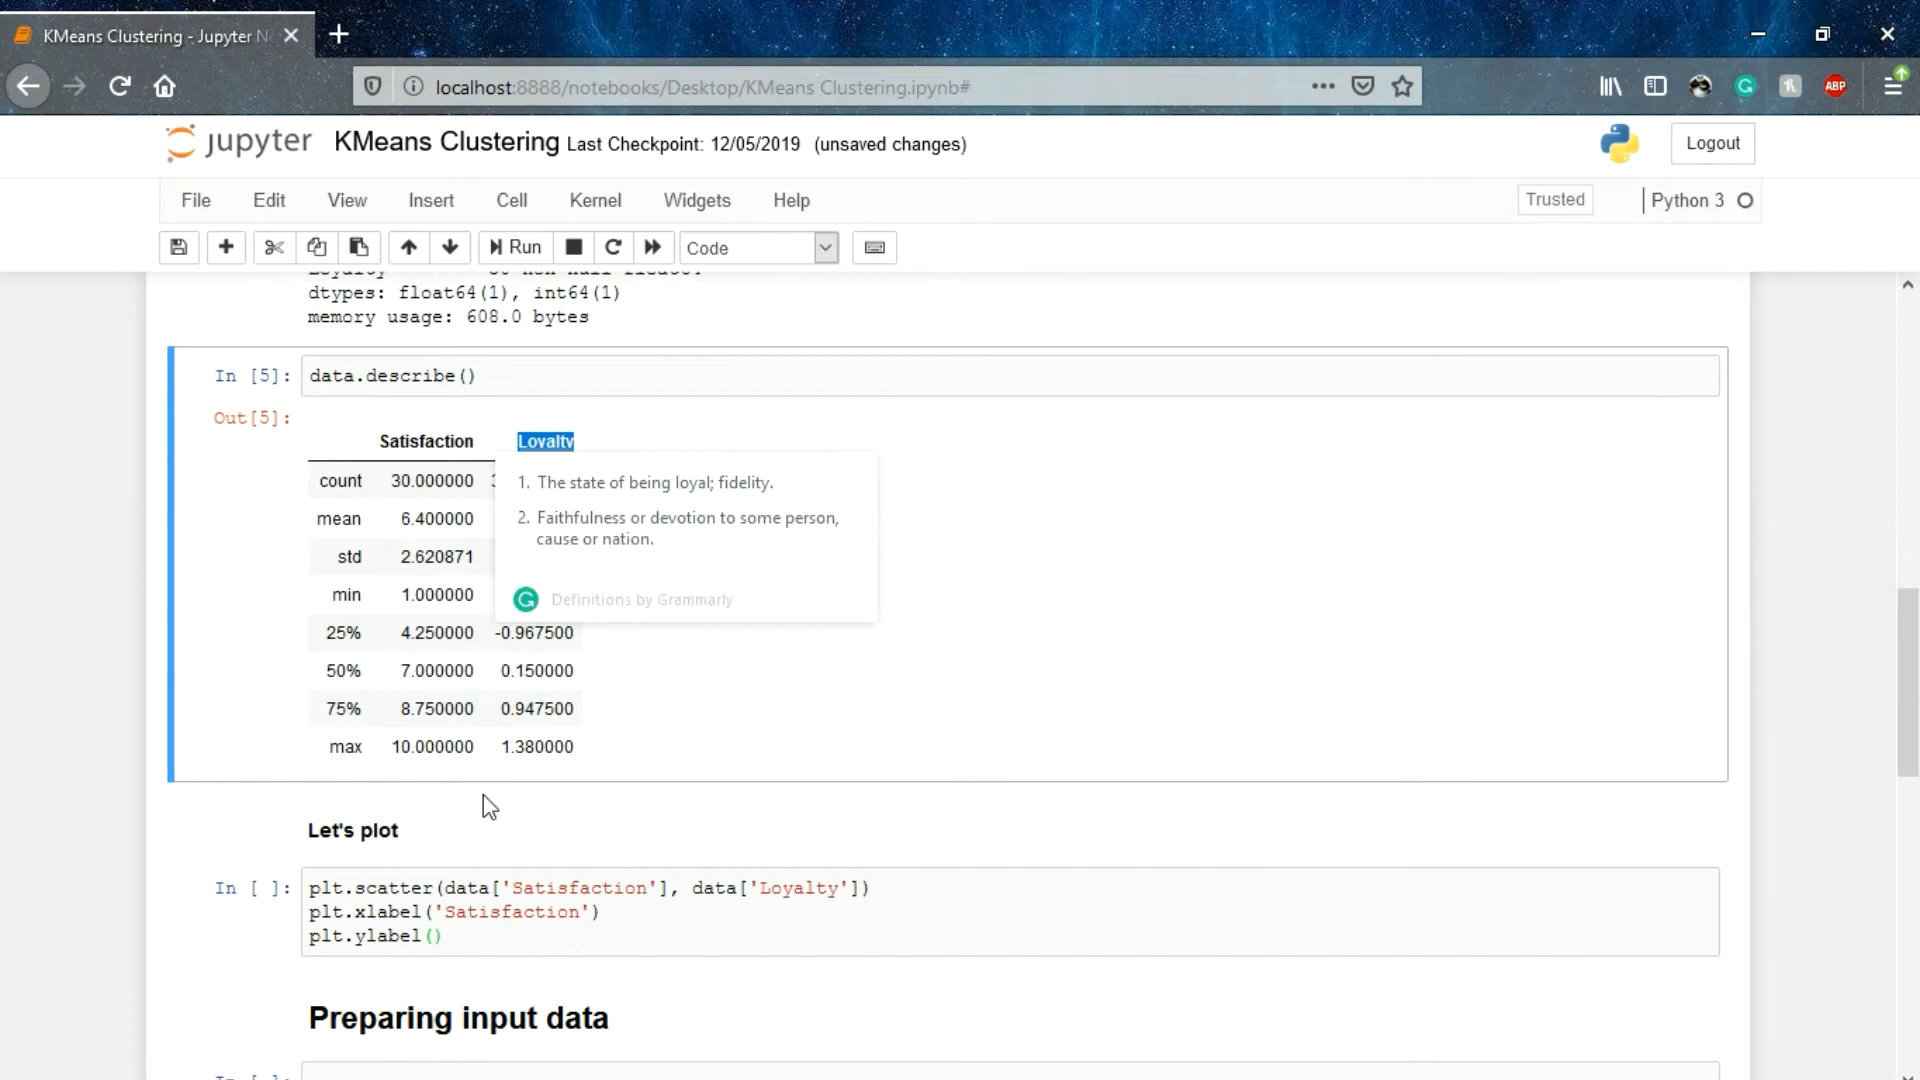 KMeans Clustering - Jupyter N
localhost:8888/notebooks/Desktop/KMeans Clustering.ipynb#
ABP
jupyter KMeans Clustering Last Checkpoint: 12/05/2019 (unsaved changes)
Logout
File Edit View Insert Cell Kernel Widgets Help
Trusted Python 3
Run Code
dtypes: float64(1), int64(1)
memory usage: 608.0 bytes
In [5]: data.describe()
Out[5]:
Satisfaction Loyalty
count 30.000000
mean 6.400000
std 2.620871
min 1.000000
25% 4.250000 -0.967500
50% 7.000000 0.150000
75% 8.750000 0.947500
max 10.000000 1.380000
1. The state of being loyal; fidelity.
2. Faithfulness or devotion to some person,
cause or nation.
Definitions by Grammarly
Let's plot
In [ ]: plt.scatter(data['Satisfaction'], data['Loyalty'])
plt.xlabel('Satisfaction')
plt.ylabel()
Preparing input data